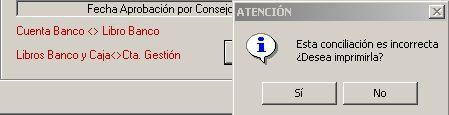 Fecha Aprobación por Consejo
Cuenta Banco <> Libro Banco
Libros Banco y Caja<>Cta. Gestión
ATENCIÓN
Esta conciliación es incorrecta
¿Desea imprimirla?
Sí
No